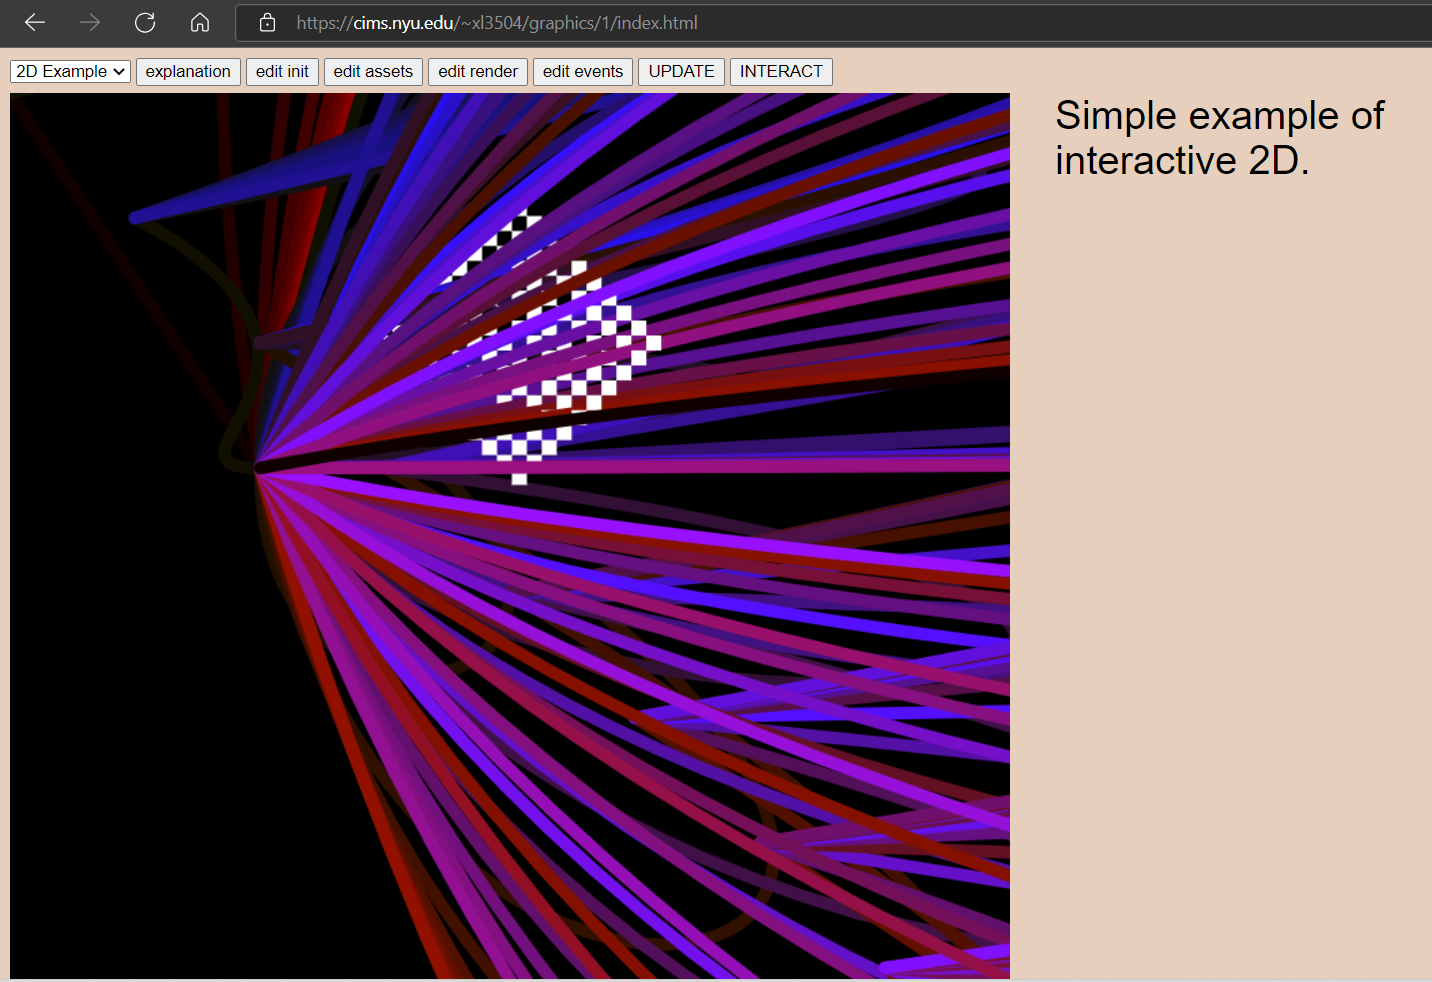 https://cims.nyu.edu/~xl3504/graphics/1/index.html
2D Example explanation edit init edit assets edit render edit events UPDATE INTERACT
Simple example of
interactive 2D.